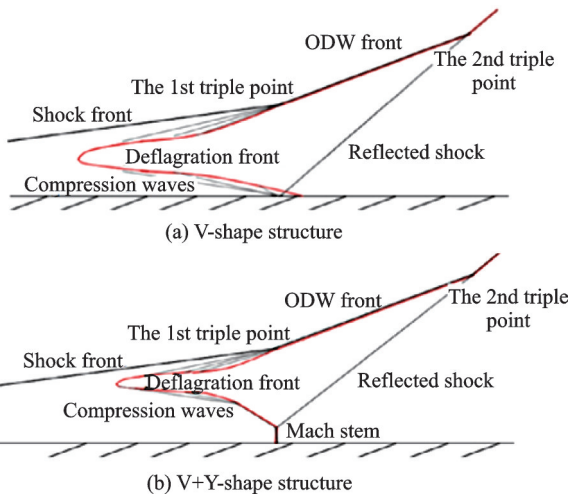 ODW front
The 2nd triple
point
The 1st triple point
Shock front
Deflagration front
Reflected shock
Compression waves
(a) V-shape structure
ODW front
The 2nd triple
point
The 1st triple point
Shock front
Deflagration front
Reflected shock
Compression waves
Mach stem
(b) V+Y-shape structure